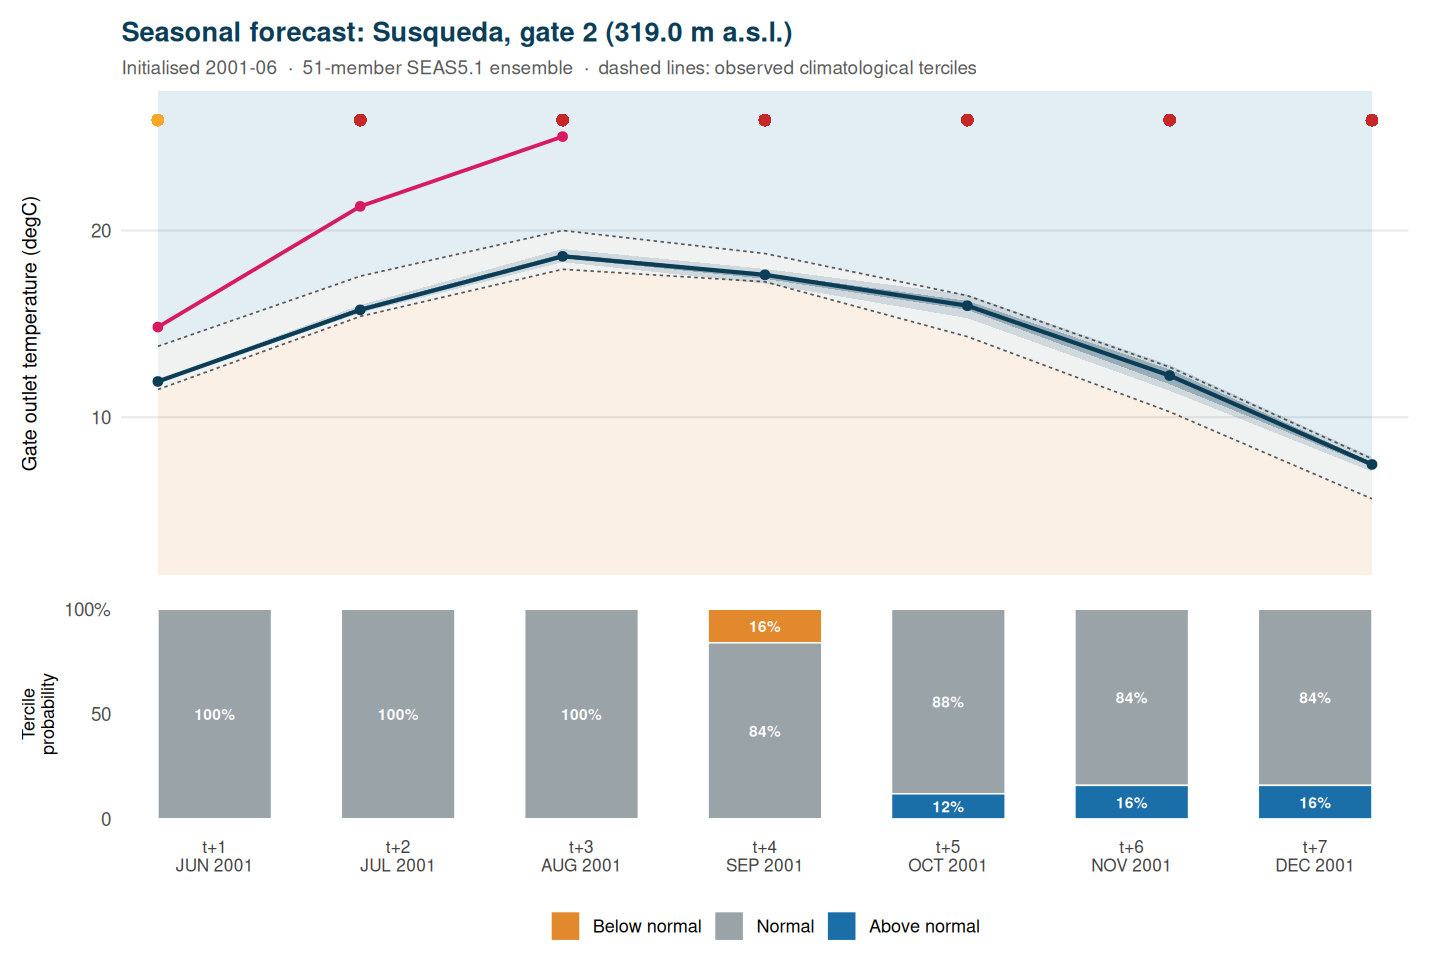 Seasonal forecast: Susqueda, gate 2 (319.0 m a.s.l.)
Initialised 2001-06 · 51-member SEAS5.1 ensemble · dashed lines: observed climatological terciles
Gate outlet temperature (degC)
20
10
Tercile
probability
100%
50
0
100%
100%
100%
16%
84%
88%
12%
84%
16%
84%
16%
t+1
JUN 2001
t+2
JUL 2001
t+3
AUG 2001
t+4
SEP 2001
t+5
OCT 2001
t+6
NOV 2001
t+7
DEC 2001
Below normal
Normal
Above normal